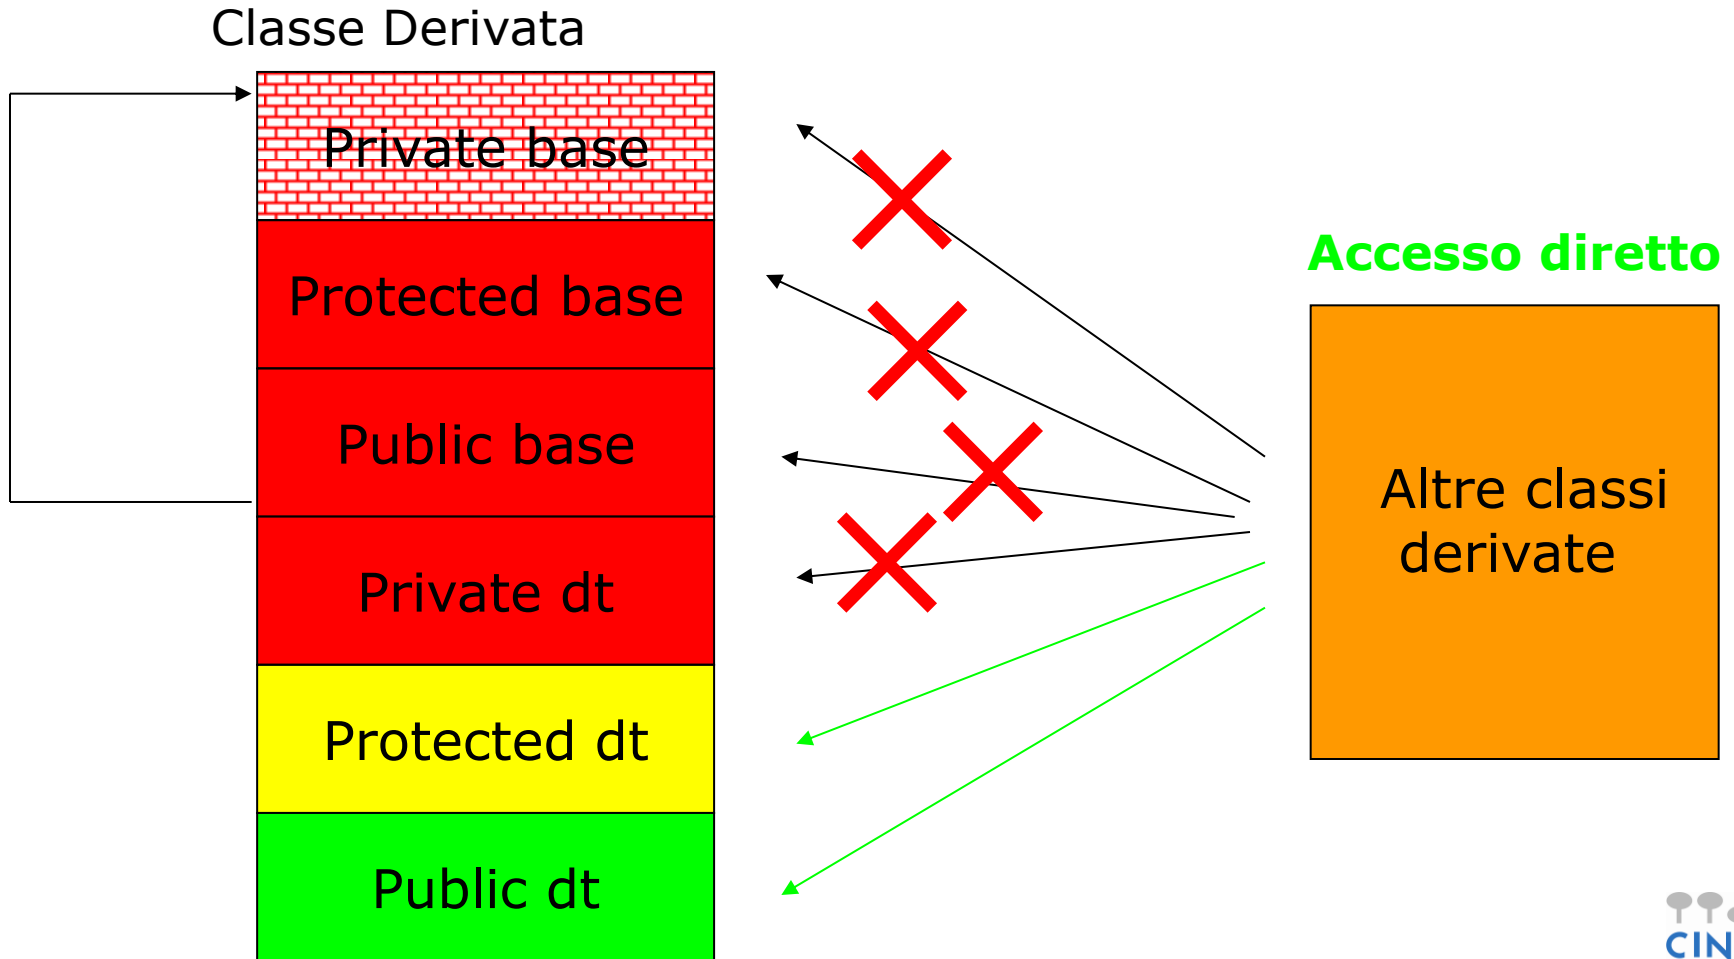 Classe Derivata
Private base
Protected base
Public base
Private dt
Protected dt
Public dt
Accesso diretto
Altre classi
derivate
CIN